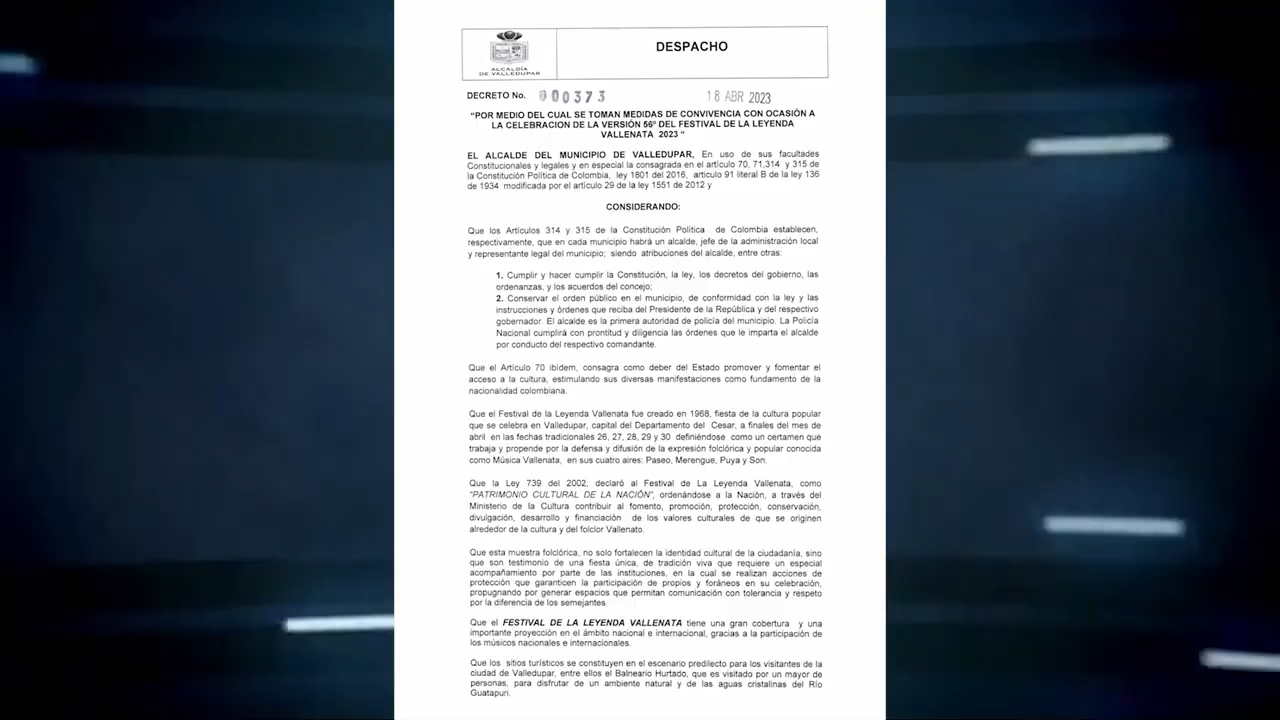 ALCALDÍA
DE VALLEDUPAR
DESPACHO
DECRETO No. 000373 18 ABR 2023
"POR MEDIO DEL CUAL SE TOMAN MEDIDAS DE CONVIVENCIA CON OCASIÓN A
LA CELEBRACION DE LA VERSIÓN 56º DEL FESTIVAL DE LA LEYENDA
VALLENATA 2023 "
EL ALCALDE DEL MUNICIPIO DE VALLEDUPAR, En uso de sus facultades
Constitucionales y legales y en especial la consagrada en el artículo 70, 71,314 y 315 de
la Constitución Política de Colombia, ley 1801 del 2016, articulo 91 literal B de la ley 136
de 1934 modificada por el artículo 29 de la ley 1551 de 2012 y
CONSIDERANDO:
Que los Artículos 314 y 315 de la Constitución Política de Colombia establecen,
respectivamente, que en cada municipio habrá un alcalde, jefe de la administración local
y representante legal del municipio; siendo atribuciones del alcalde, entre otras:
1. Cumplir y hacer cumplir la Constitución, la ley, los decretos del gobierno, las
ordenanzas, y los acuerdos del concejo;
2. Conservar el orden público en el municipio, de conformidad con la ley y las
instrucciones y órdenes que reciba del Presidente de la República y del respectivo
gobernador. El alcalde es la primera autoridad de policía del municipio. La Policía
Nacional cumplirá con prontitud y diligencia las órdenes que le imparta el alcalde
por conducto del respectivo comandante.
Que el Artículo 70 ibídem, consagra como deber del Estado promover y fomentar el
acceso a la cultura, estimulando sus diversas manifestaciones como fundamento de la
nacionalidad colombiana.
Que el Festival de la Leyenda Vallenata fue creado en 1968, fiesta de la cultura popular
que se celebra en Valledupar, capital del Departamento del Cesar, a finales del mes de
abril en las fechas tradicionales 26, 27, 28, 29 y 30 definiéndose como un certamen que
trabaja y propende por la defensa y difusión de la expresión folclórica y popular conocida
como Música Vallenata, en sus cuatro aires: Paseo, Merengue, Puya y Son.
Que la Ley 739 del 2002, declaró al Festival de La Leyenda Vallenata, como
"PATRIMONIO CULTURAL DE LA NACIÓN", ordenándose a la Nación, a través del
Ministerio de la Cultura contribuir al fomento, promoción, protección, conservación,
divulgación, desarrollo y financiación de los valores culturales de que se originen
alrededor de la cultura y del folclor Vallenato.
Que esta muestra folclórica, no solo fortalecen la identidad cultural de la ciudadanía, sino
que son testimonio de una fiesta única, de tradición viva que requiere un especial
acompañamiento por parte de las instituciones, en la cual se realizan acciones de
protección que garanticen la participación de propios y foráneos en su celebración,
propugnando por generar espacios que permitan comunicación con tolerancia y respeto
por la diferencia de los semejantes.
Que el FESTIVAL DE LA LEYENDA VALLENATA tiene una gran cobertura y una
importante proyección en el ámbito nacional e internacional, gracias a la participación de
los músicos nacionales e internacionales.
Que los sitios turísticos se constituyen en el escenario predilecto para los visitantes de la
ciudad de Valledupar, entre ellos el Balneario Hurtado, que es visitado por un mayor de
personas, para disfrutar de un ambiente natural y de las aguas cristalinas del Río
Guatapuri.